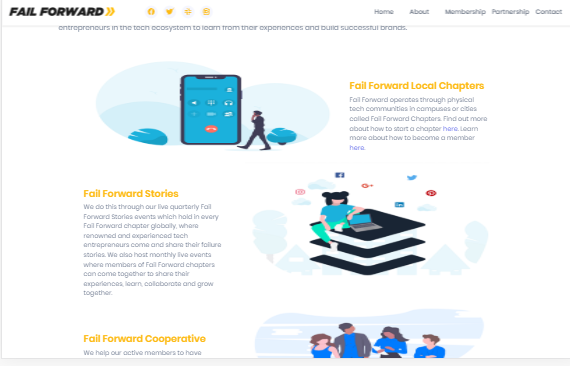 FAIL FORWARD
Home About Membership Partnership Contact
entrepreneurs in the tech ecosystem to learn from their experiences and build successful brands.
Fail Forward Local Chapters
Fail Forward operates through physical
tech communities in campuses or cities
called Fail Forward Chapters. Find out more
about how to start a chapter here. Learn
more about how to become a member
here.
Fail Forward Stories
We do this through our live quarterly Fail
Forward Stories events which hold in every
Fail Forward chapter globally, where
renowned and experienced tech
entrepreneurs come and share their failure
stories. We also host monthly live events
where members of Fail Forward chapters
can come together to share their
experiences, learn, collaborate and grow
together.
Fail Forward Cooperative
We help our active members to have